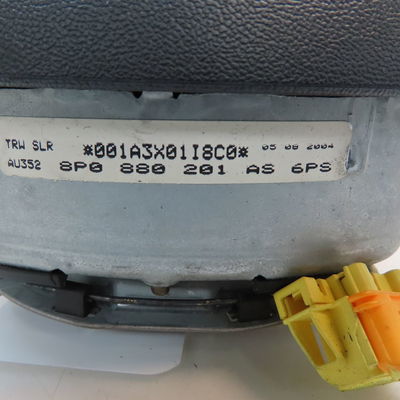 TRW SLR *001A3X01I8C0* 05 08 2004
AU352 8P0 880 201 AS 6PS